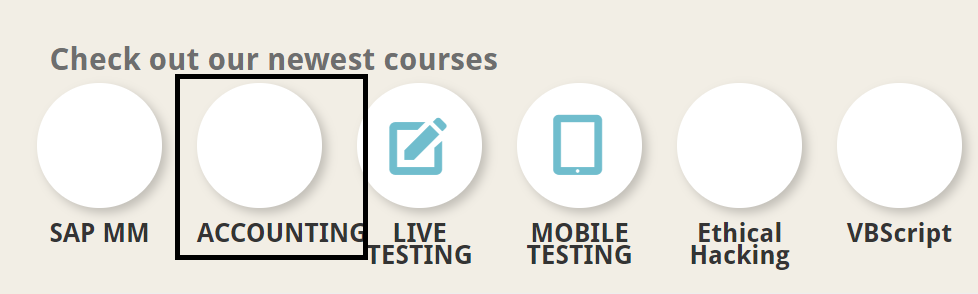 Check out our newest courses
SAP MM
ACCOUNTING
LIVE
TESTING
MOBILE
TESTING
Ethical
Hacking
VBScript